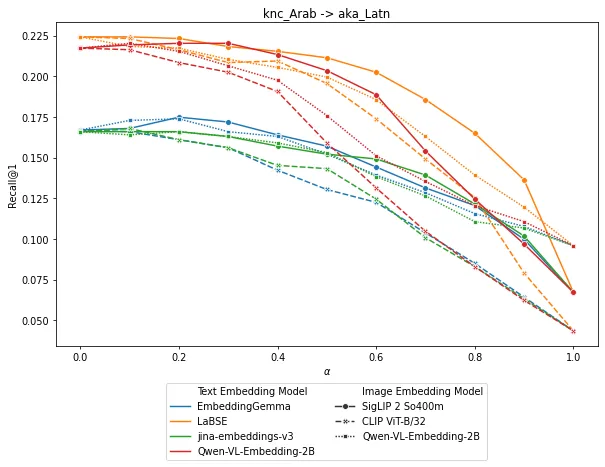 knc_Arab -> aka_Latn
Recall@1
0.225
0.200
0.175
0.150
0.125
0.100
0.075
0.050
0.0 0.2 0.4 0.6 0.8 1.0
α
Text Embedding Model
EmbeddingGemma
LaBSE
jina-embeddings-v3
Qwen-VL-Embedding-2B
Image Embedding Model
SigLIP 2 So400m
CLIP ViT-B/32
Qwen-VL-Embedding-2B